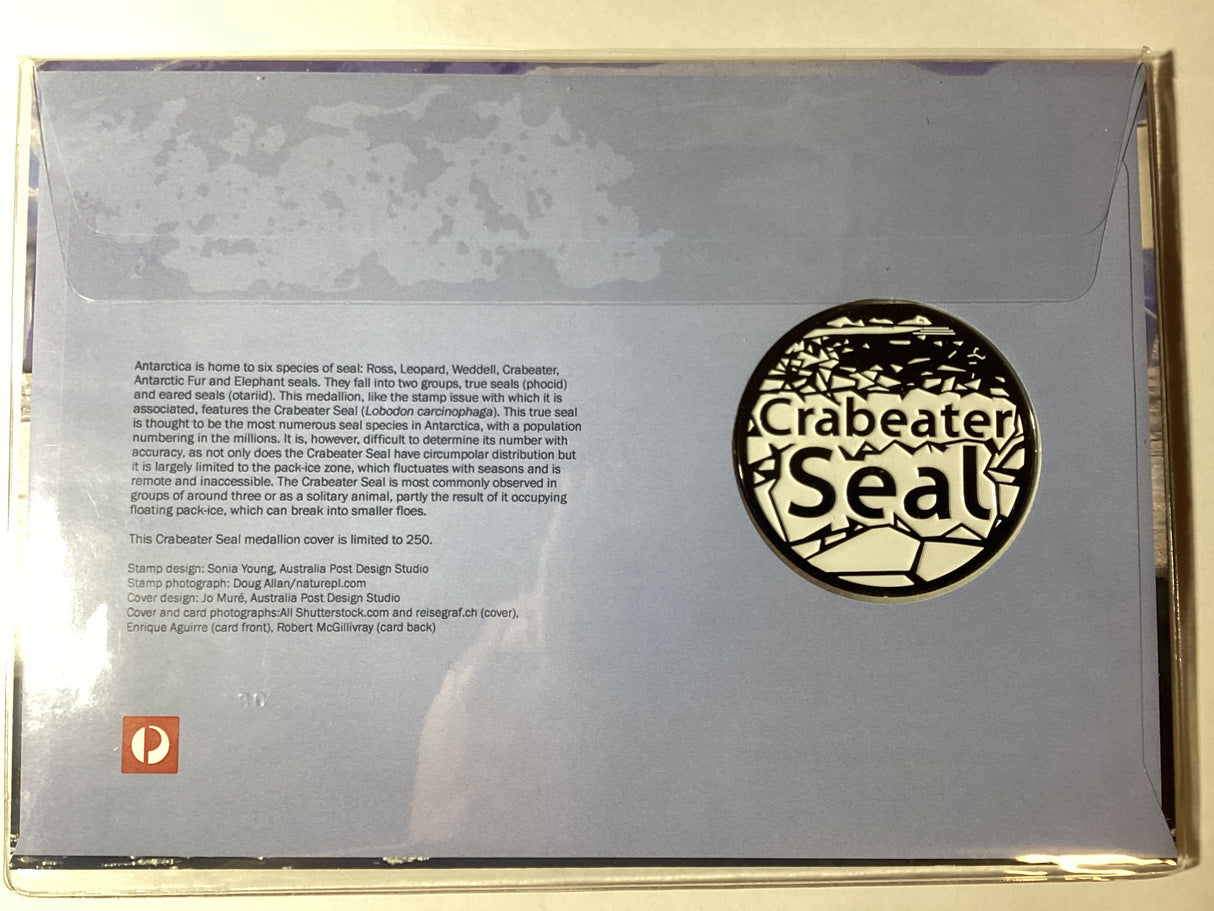 Antarctica is home to six species of seal: Ross, Leopard, Weddell, Crabeater,
Antarctic Fur and Elephant seals. They fall into two groups, true seals (phocid)
and eared seals (otariid). This medallion, like the stamp issue with which it is
associated, features the Crabeater Seal (Lobodon carcinophaga). This true seal
is thought to be the most numerous seal species in Antarctica, with a population
numbering in the millions. It is, however, difficult to determine its number with
accuracy, as not only does the Crabeater Seal have circumpolar distribution but
it is largely limited to the pack-ice zone, which fluctuates with seasons and is
remote and inaccessible. The Crabeater Seal is most commonly observed in
groups of around three or as a solitary animal, partly the result of it occupying
floating pack-ice, which can break into smaller floes.
This Crabeater Seal medallion cover is limited to 250.
Stamp design: Sonia Young, Australia Post Design Studio
Stamp photograph: Doug Allan/naturepl.com
Cover design: Jo Muré, Australia Post Design Studio
Cover and card photographs:All Shutterstock.com and reisegraf.ch (cover),
Enrique Aguirre (card front), Robert McGillivray (card back)
Crabeater
Seal